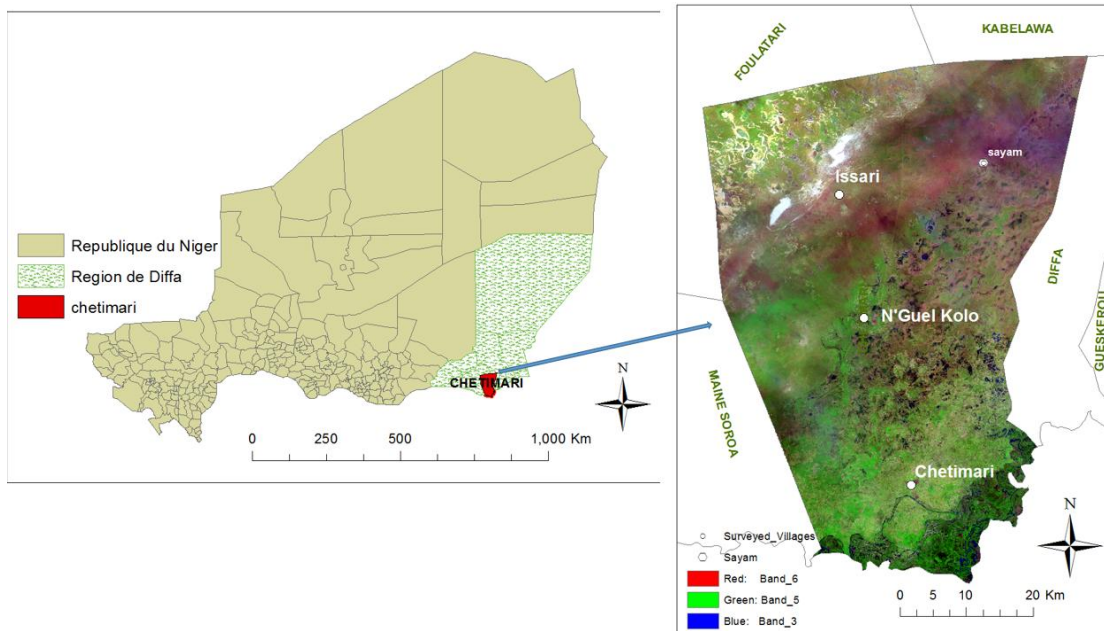 Republique du Niger
Region de Diffa
chetimari
CHETIMARI
N
0 250 500 1,000 Km
FOULATARI
KABELAWA
sayam
Issari
DIFFA
GUESKEROU
N'Guel Kolo
MAINE SOROA
Chetimari
N
Surveyed_Villages
Sayam
Red: Band_6
Green: Band_5
Blue: Band_3
0 5 10 20 Km